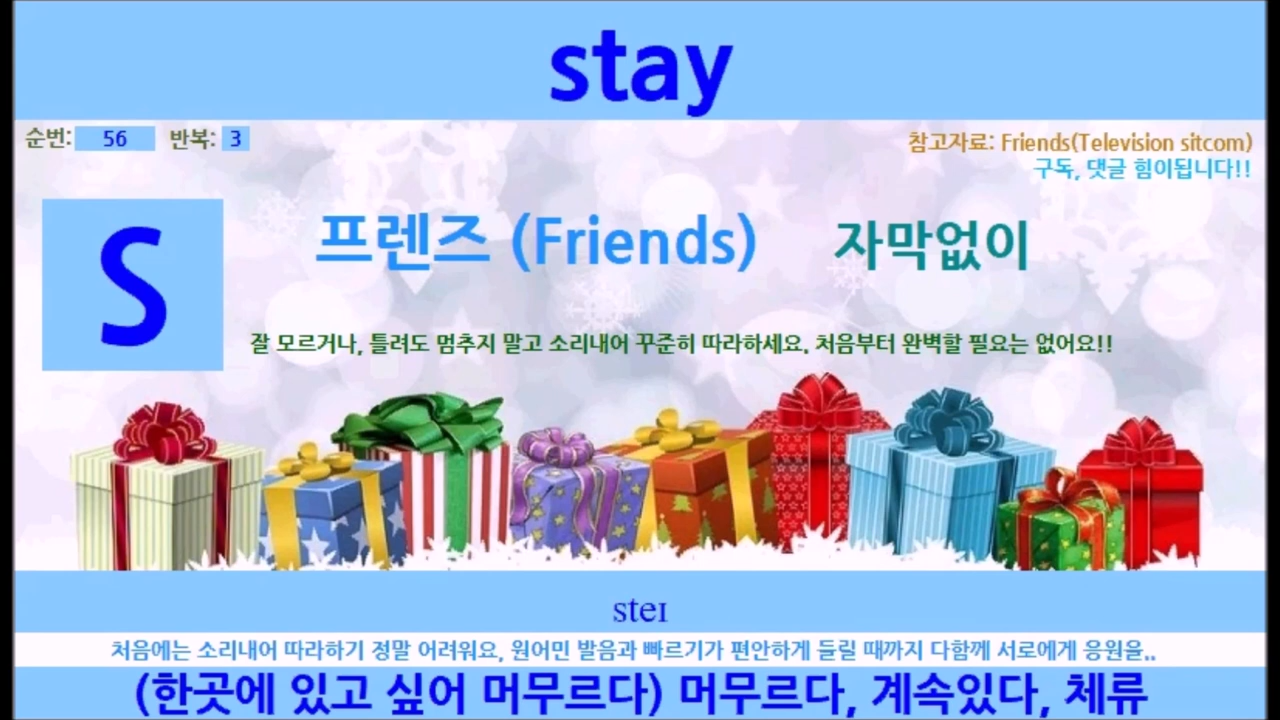 stay
순번: 56 반복: 3
참고자료: Friends(Television sitcom)
구독, 댓글 힘이됩니다!!
S
프렌즈 (Friends) 자막없이
잘 모르거나, 틀려도 멈추지 말고 소리내어 꾸준히 따라하세요. 처음부터 완벽할 필요는 없어요!!
steɪ
처음에는 소리내어 따라하기 정말 어려워요, 원어민 발음과 빠르기가 편안하게 들릴 때까지 다함께 서로에게 응원을..
(한곳에 있고 싶어 머무르다) 머무르다, 계속있다, 체류